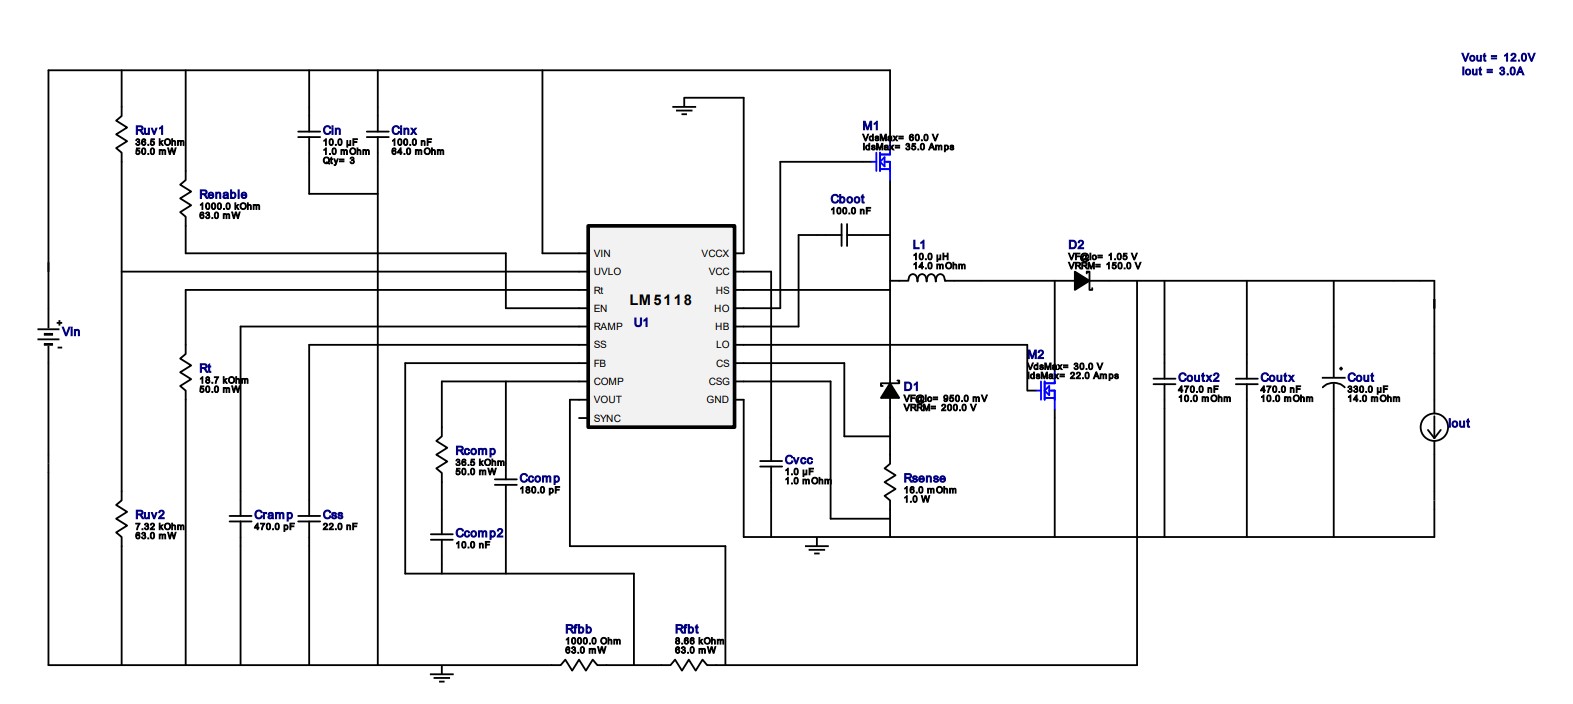 Vout = 12.0V
Iout = 3.0A
Ruv1
36.5 kOhm
50.0 mW
Cin
10.0 µF
1.0 mOhm
Qty= 3
Cinx
100.0 nF
64.0 mOhm
M1
VdsMax= 60.0 V
IdsMax= 35.0 Amps
Renable
1000.0 kOhm
63.0 mW
Cboot
100.0 nF
L1
10.0 µH
14.0 mOhm
D2
VF@Io= 1.05 V
VRRM= 150.0 V
VIN
UVLO
Rt
EN
RAMP
SS
FB
COMP
VOUT
SYNC
LM5118
U1
VCCX
VCC
HS
HO
HB
LO
CS
CSG
GND
+
Vin
-
Rt
18.7 kOhm
50.0 mW
M2
VdsMax= 30.0 V
IdsMax= 22.0 Amps
D1
VF@Io= 950.0 mV
VRRM= 200.0 V
Coutx2
470.0 nF
10.0 mOhm
Coutx
470.0 nF
10.0 mOhm
+
Cout
330.0 µF
14.0 mOhm
Iout
Rcomp
36.5 kOhm
50.0 mW
Ccomp
180.0 pF
Cvcc
1.0 µF
1.0 mOhm
Rsense
16.0 mOhm
1.0 W
Ruv2
7.32 kOhm
63.0 mW
Cramp
470.0 pF
Css
22.0 nF
Ccomp2
10.0 nF
Rfbb
1000.0 Ohm
63.0 mW
Rfbt
8.66 kOhm
63.0 mW